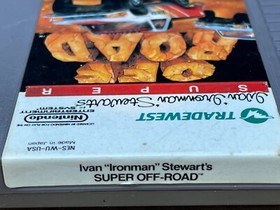 OFF
ROAD
SUPER
Ivan "Ironman" Stewart's
TRADEWEST
Nintendo
ENTERTAINMENT
SYSTEM
NES-WU-USA
Made in Japan
Ivan "Ironman" Stewart's
SUPER OFF-ROAD™